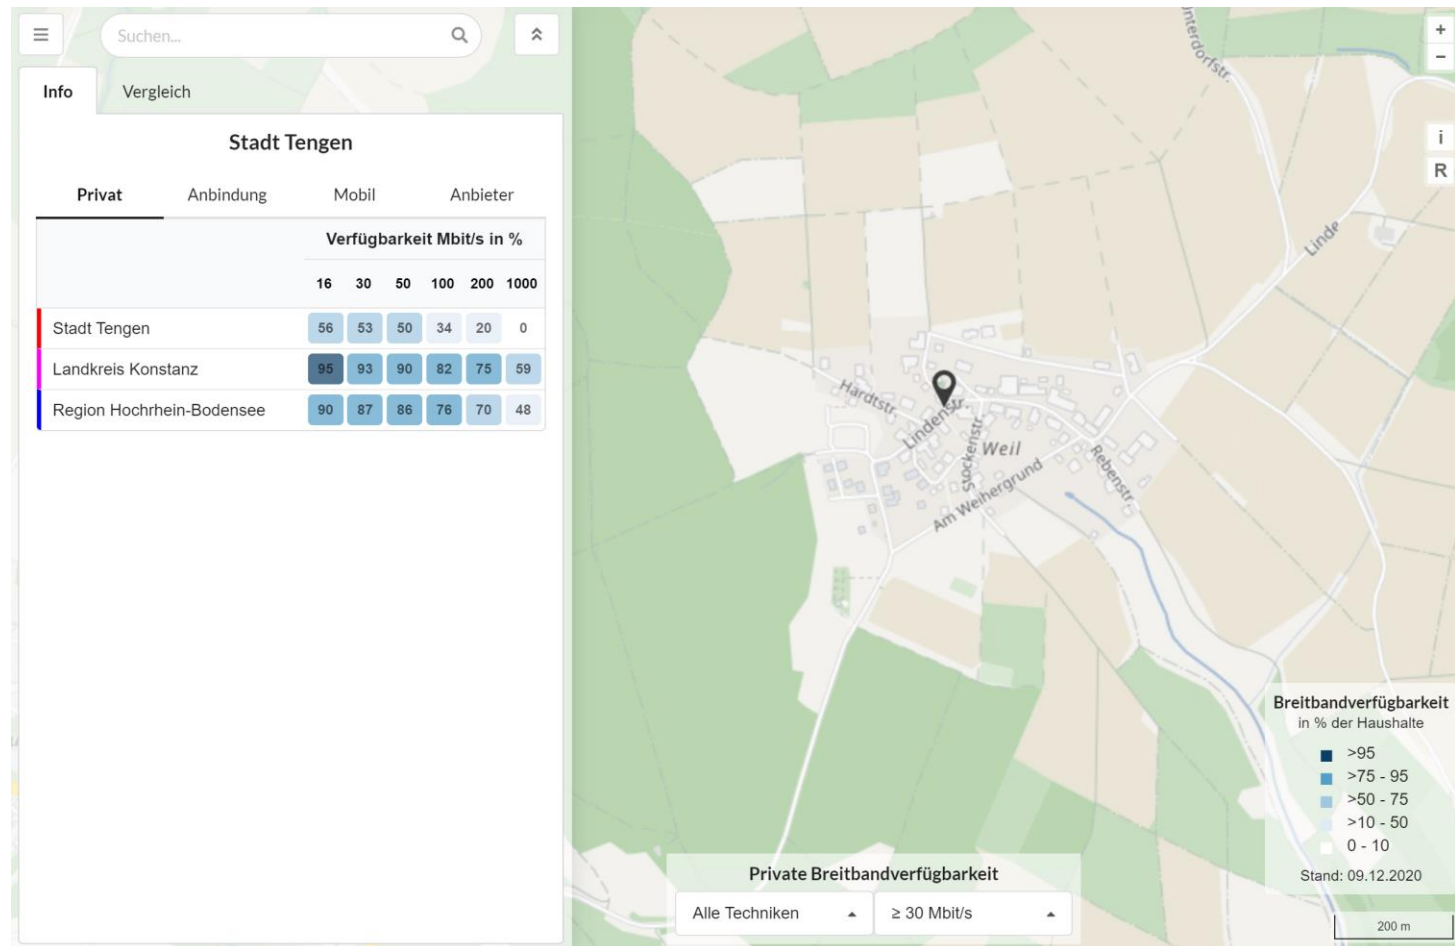 Suchen...
Info Vergleich
Stadt Tengen
Privat Anbindung Mobil Anbieter
Verfügbarkeit Mbit/s in %
16 30 50 100 200 1000
Stadt Tengen 56 53 50 34 20 0
Landkreis Konstanz 95 93 90 82 75 59
Region Hochrhein-Bodensee 90 87 86 76 70 48
Unterdorfstr.
+
−
i
R
Linde
Hardtstr.
Lindenstr.
Stockenstr.
Weil
Rebenstr.
Am Weihergrund
Breitbandverfügbarkeit
in % der Haushalte
>95
>75 - 95
>50 - 75
>10 - 50
0 - 10
Stand: 09.12.2020
Private Breitbandverfügbarkeit
Alle Techniken ≥ 30 Mbit/s
200 m